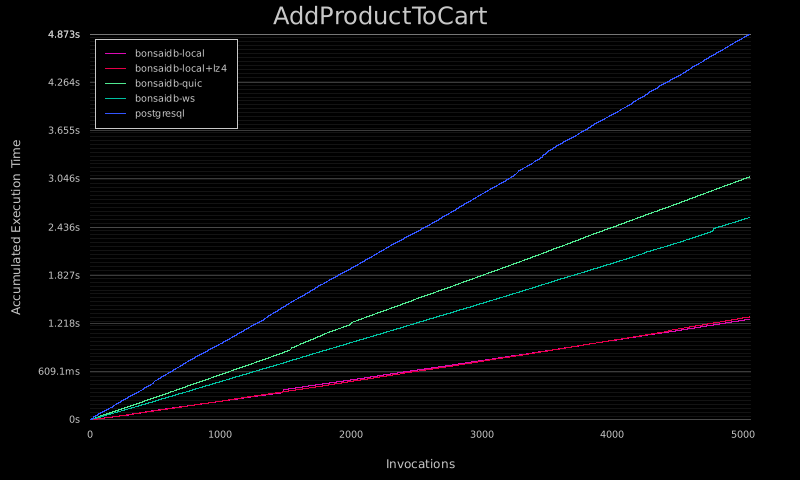 AddProductToCart
4.873s
4.264s
3.655s
3.046s
2.436s
1.827s
1.218s
609.1ms
0s
Accumulated Execution Time
bonsaidb-local
bonsaidb-local+lz4
bonsaidb-quic
bonsaidb-ws
postgresql
0 1000 2000 3000 4000 5000
Invocations